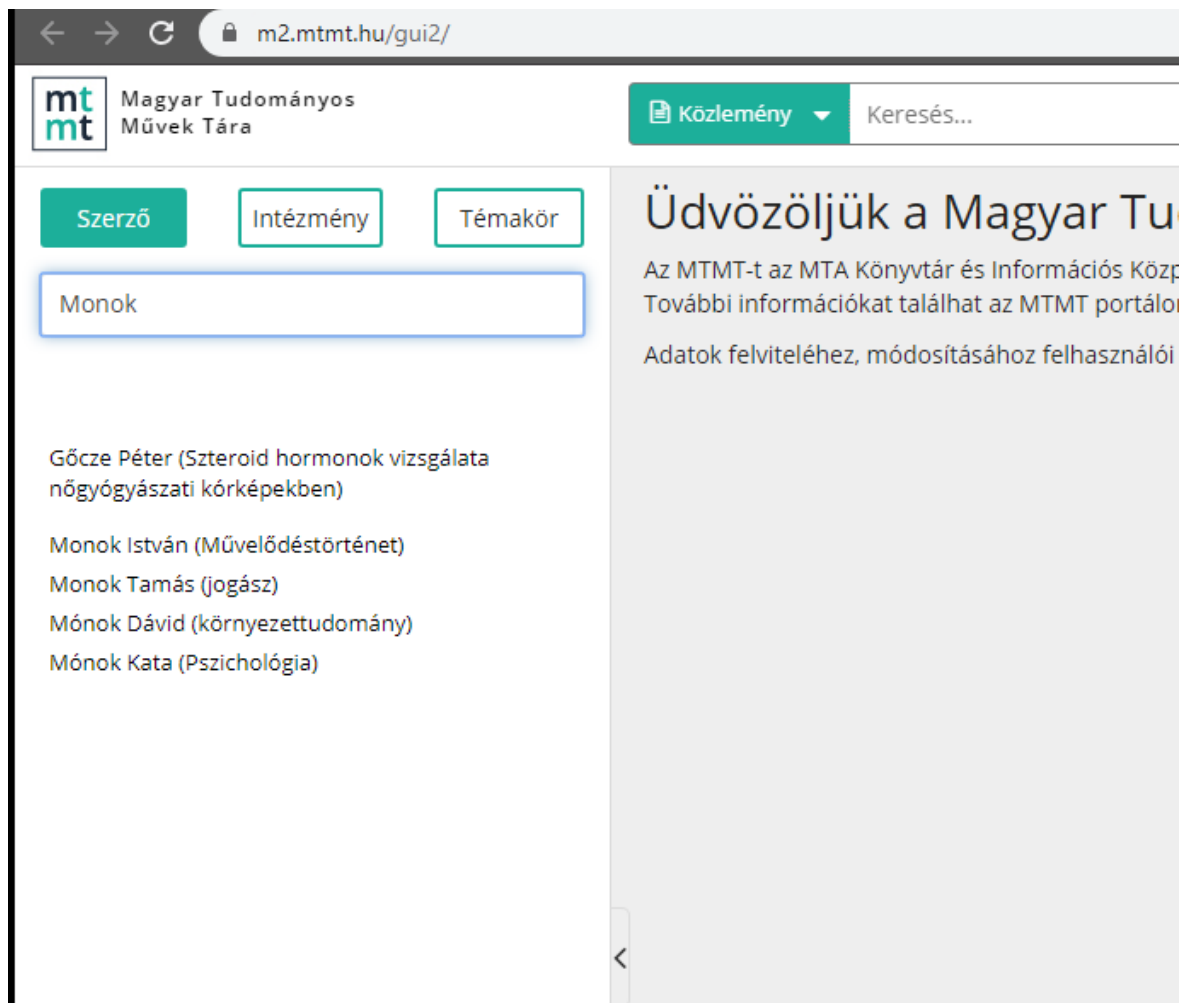 m2.mtmt.hu/gui2/
mt
mt
Magyar Tudományos
Művek Tára
Közlemény
Keresés...
Szerző
Intézmény
Témakör
Monok
Gőcze Péter (Szteroid hormonok vizsgálata
nőgyógyászati kórképekben)
Monok István (Művelődéstörténet)
Monok Tamás (jogász)
Mónok Dávid (környezettudomány)
Mónok Kata (Pszichológia)
Üdvözöljük a Magyar Tu
Az MTMT-t az MTA Könyvtár és Információs Közp
További információkat találhat az MTMT portálo
Adatok felviteléhez, módosításához felhasználói